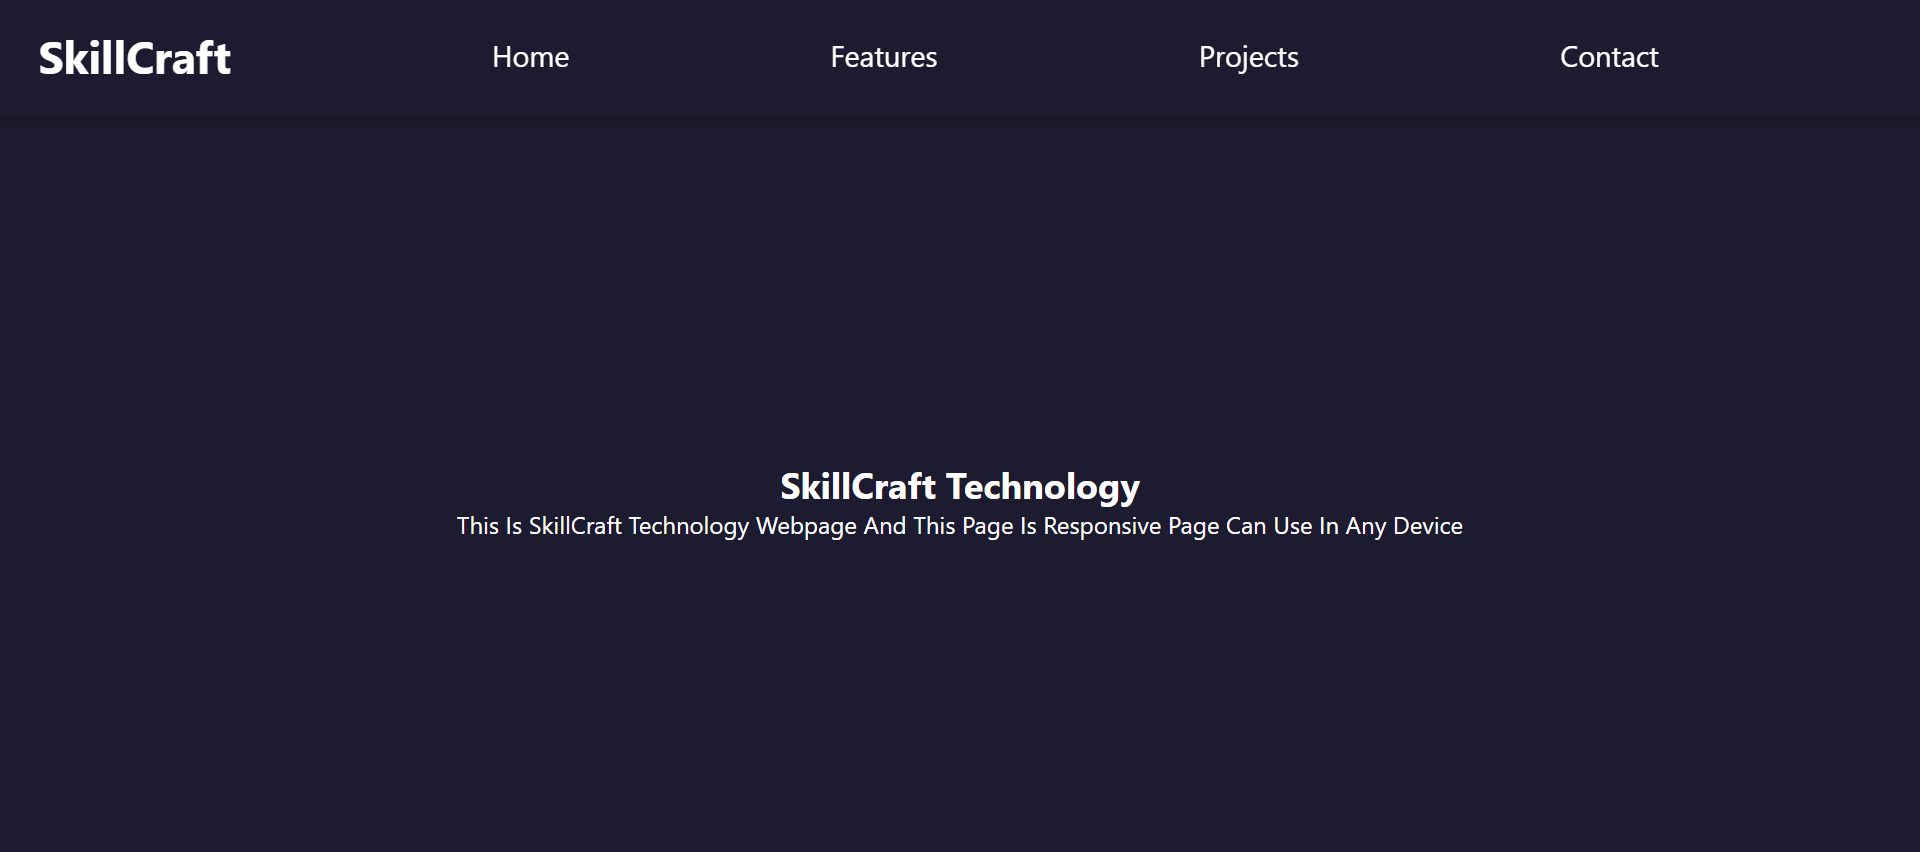 SkillCraft Home Features Projects Contact
SkillCraft Technology
This Is SkillCraft Technology Webpage And This Page Is Responsive Page Can Use In Any Device